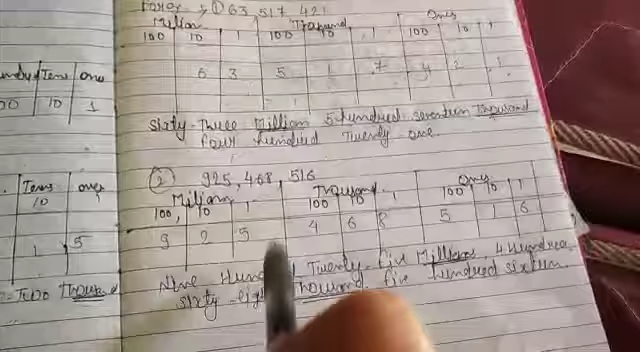 ① 63,517 421
Million Thousand Ones
100 10 1 100 10 1 100 10 1
6 3 5 1 7 4 2 1
Sixty-Three Million 5 hundred seventeen Thousand
four hundred Twenty one.
② 925,468,516
Million Thousand Ones
100, 10 1 100 10 1 100 10 1
9 2 5 4 6 8 5 1 6
Twenty-five Millions, 4 Hundred
sixty-eight Thousand five hundred sixteen.
Tens one
10 1
Tens ones
10
1 5
Two Thousand